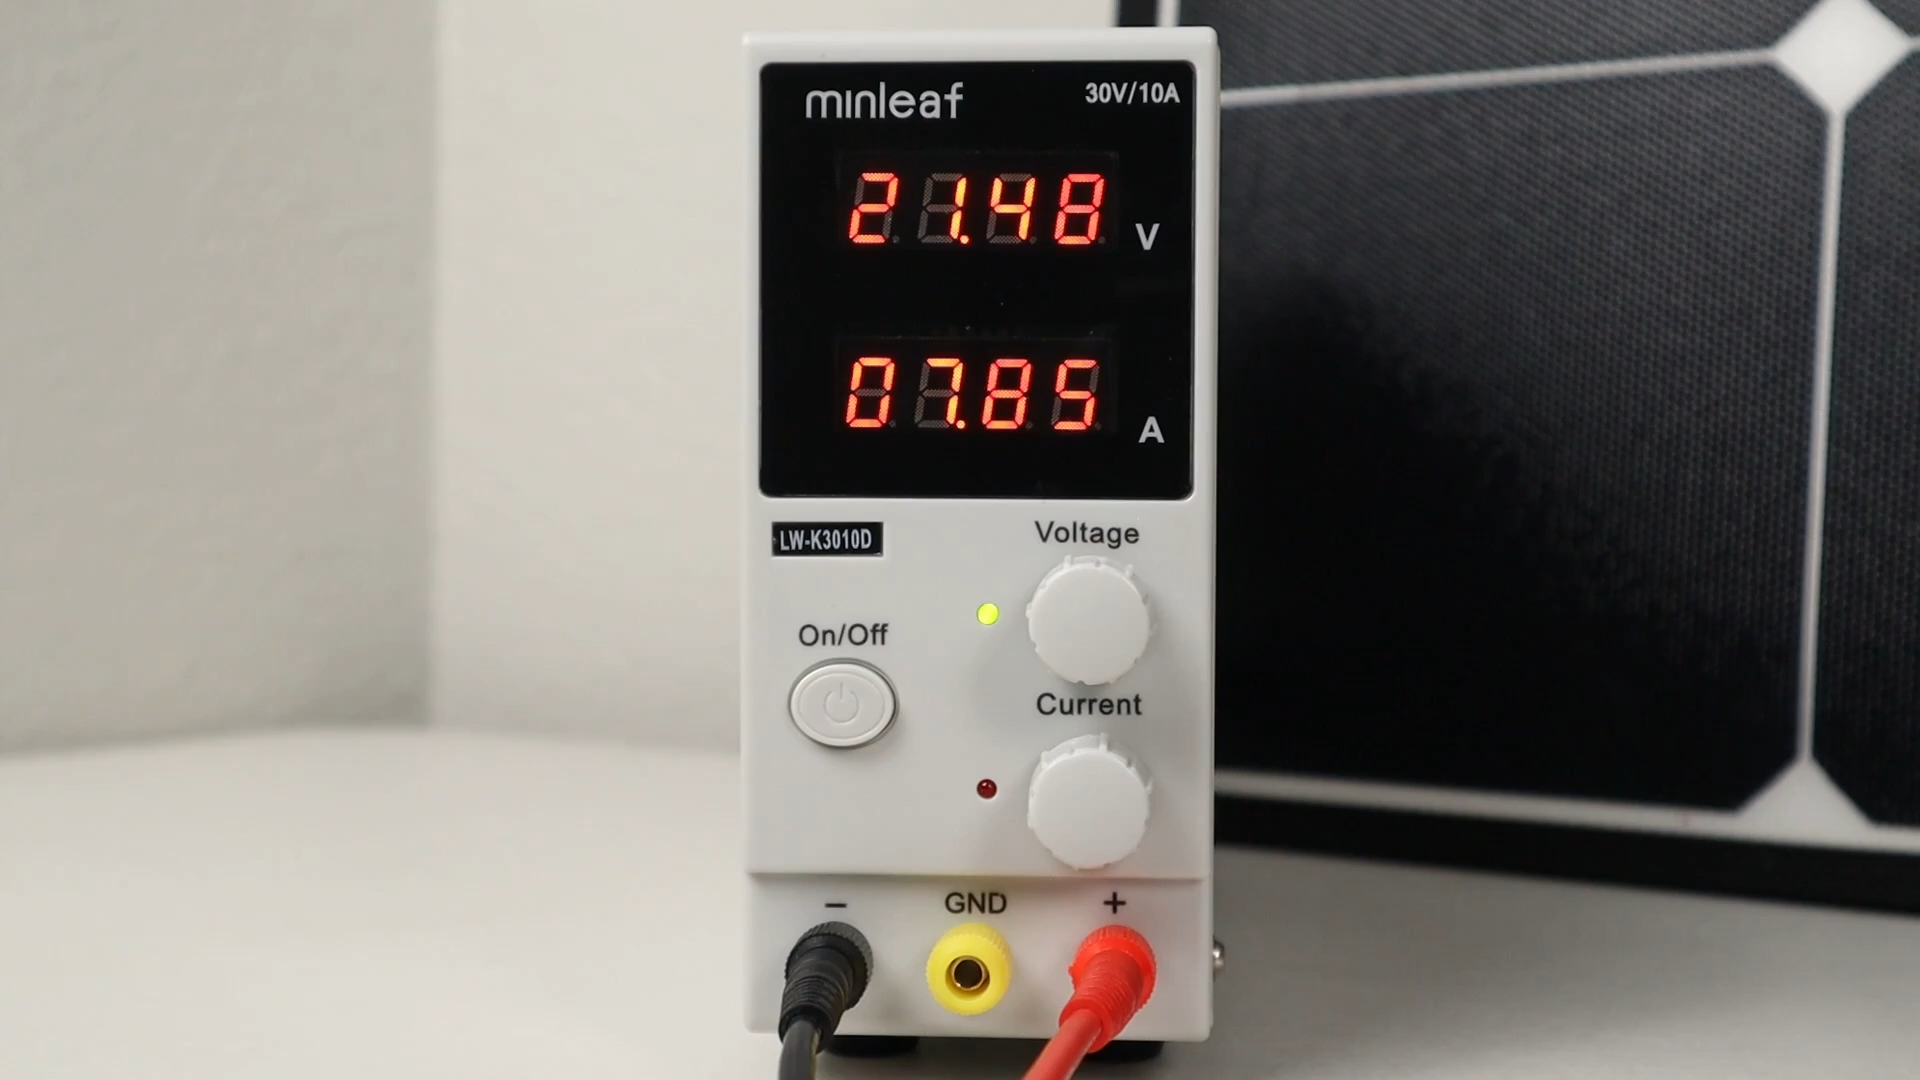 minleaf
30V/10A
21.48 V
07.85 A
LW-K3010D
Voltage
On/Off
Current
− GND +